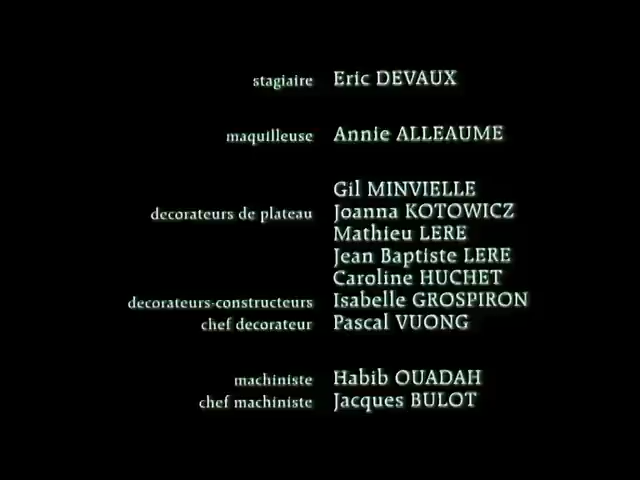 stagiaire Eric DEVAUX
maquilleuse Annie ALLEAUME
Gil MINVIELLE
decorateurs de plateau Joanna KOTOWICZ
Mathieu LERE
Jean Baptiste LERE
Caroline HUCHET
decorateurs-constructeurs Isabelle GROSPIRON
chef decorateur Pascal VUONG
machiniste Habib OUADAH
chef machiniste Jacques BULOT